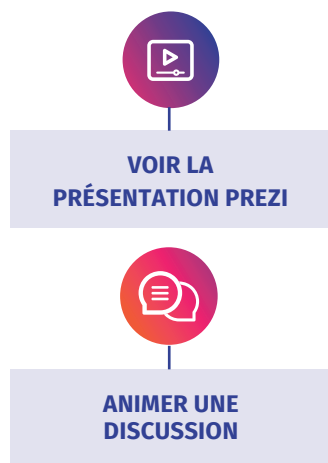 VOIR LA
PRÉSENTATION PREZI
ANIMER UNE
DISCUSSION